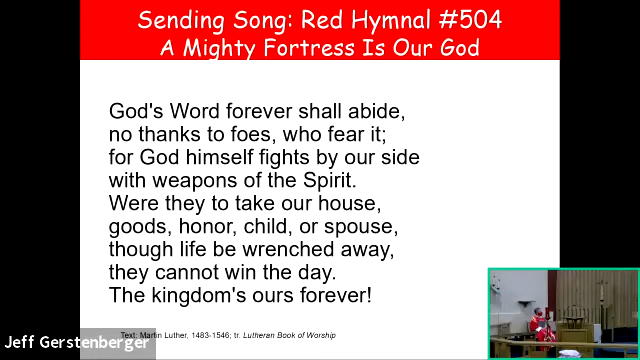 Sending Song: Red Hymnal #504
A Mighty Fortress Is Our God
God's Word forever shall abide,
no thanks to foes, who fear it;
for God himself fights by our side
with weapons of the Spirit.
Were they to take our house,
goods, honor, child, or spouse,
though life be wrenched away,
they cannot win the day.
The kingdom's ours forever!
Text: Martin Luther, 1483-1546; tr. Lutheran Book of Worship
Jeff Gerstenberger